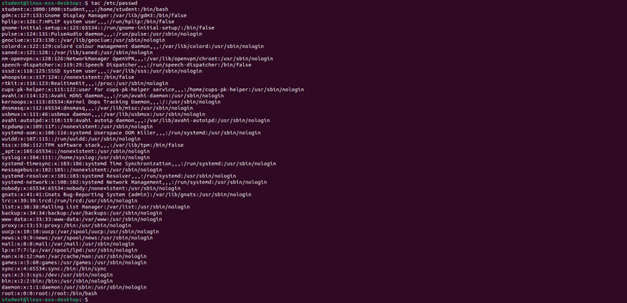 student@linux-ess-desktop:~$ tac /etc/passwd
student:x:1000:1000:student,,,:/home/student:/bin/bash
gdm:x:127:133:Gnome Display Manager:/var/lib/gdm3:/bin/false
hplip:x:126:7:HPLIP system user,,,:/run/hplip:/bin/false
gnome-initial-setup:x:125:65534::/run/gnome-initial-setup/:/bin/false
pulse:x:124:131:PulseAudio daemon,,,:/run/pulse:/usr/sbin/nologin
geoclue:x:123:130::/var/lib/geoclue:/usr/sbin/nologin
colord:x:122:129:colord colour management daemon,,,:/var/lib/colord:/usr/sbin/nologin
saned:x:121:128::/var/lib/saned:/usr/sbin/nologin
nm-openvpn:x:120:126:NetworkManager OpenVPN,,,:/var/lib/openvpn/chroot:/usr/sbin/nologin
speech-dispatcher:x:119:29:Speech Dispatcher,,,:/run/speech-dispatcher:/bin/false
sssd:x:118:125:SSSD system user,,,:/var/lib/sss:/usr/sbin/nologin
whoopsie:x:117:124::/nonexistent:/bin/false
rtkit:x:116:123:RealtimeKit,,,:/proc:/usr/sbin/nologin
cups-pk-helper:x:115:122:user for cups-pk-helper service,,,:/home/cups-pk-helper:/usr/sbin/nologin
avahi:x:114:121:Avahi mDNS daemon,,,:/run/avahi-daemon:/usr/sbin/nologin
kernoops:x:113:65534:Kernel Oops Tracking Daemon,,,:/:/usr/sbin/nologin
dnsmasq:x:112:65534:dnsmasq,,,:/var/lib/misc:/usr/sbin/nologin
usbmux:x:111:46:usbmux daemon,,,:/var/lib/usbmux:/usr/sbin/nologin
avahi-autoipd:x:110:119:Avahi autoip daemon,,,:/var/lib/avahi-autoipd:/usr/sbin/nologin
tcpdump:x:109:117::/nonexistent:/usr/sbin/nologin
systemd-oom:x:108:116:systemd Userspace OOM Killer,,,:/run/systemd:/usr/sbin/nologin
uuidd:x:107:115::/run/uuidd:/usr/sbin/nologin
tss:x:106:112:TPM software stack,,,:/var/lib/tpm:/bin/false
_apt:x:105:65534::/nonexistent:/usr/sbin/nologin
syslog:x:104:111::/home/syslog:/usr/sbin/nologin
systemd-timesync:x:103:106:systemd Time Synchronization,,,:/run/systemd:/usr/sbin/nologin
messagebus:x:102:105::/nonexistent:/usr/sbin/nologin
systemd-resolve:x:101:103:systemd Resolver,,,:/run/systemd:/usr/sbin/nologin
systemd-network:x:100:102:systemd Network Management,,,:/run/systemd:/usr/sbin/nologin
nobody:x:65534:65534:nobody:/nonexistent:/usr/sbin/nologin
gnats:x:41:41:Gnats Bug-Reporting System (admin):/var/lib/gnats:/usr/sbin/nologin
irc:x:39:39:ircd:/run/ircd:/usr/sbin/nologin
list:x:38:38:Mailing List Manager:/var/list:/usr/sbin/nologin
backup:x:34:34:backup:/var/backups:/usr/sbin/nologin
www-data:x:33:33:www-data:/var/www:/usr/sbin/nologin
proxy:x:13:13:proxy:/bin:/usr/sbin/nologin
uucp:x:10:10:uucp:/var/spool/uucp:/usr/sbin/nologin
news:x:9:9:news:/var/spool/news:/usr/sbin/nologin
mail:x:8:8:mail:/var/mail:/usr/sbin/nologin
lp:x:7:7:lp:/var/spool/lpd:/usr/sbin/nologin
man:x:6:12:man:/var/cache/man:/usr/sbin/nologin
games:x:5:60:games:/usr/games:/usr/sbin/nologin
sync:x:4:65534:sync:/bin:/bin/sync
sys:x:3:3:sys:/dev:/usr/sbin/nologin
bin:x:2:2:bin:/bin:/usr/sbin/nologin
daemon:x:1:1:daemon:/usr/sbin:/usr/sbin/nologin
root:x:0:0:root:/root:/bin/bash
student@linux-ess-desktop:~$